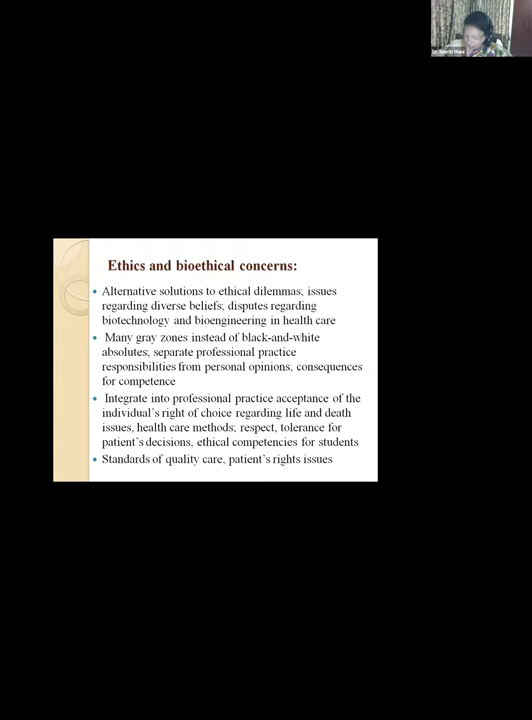 Dr. Smriti Mani
Ethics and bioethical concerns:
Alternative solutions to ethical dilemmas; issues
regarding diverse beliefs; disputes regarding
biotechnology and bioengineering in health care
Many gray zones instead of black-and-white
absolutes; separate professional practice
responsibilities from personal opinions, consequences
for competence
Integrate into professional practice acceptance of the
individual's right of choice regarding life and death
issues, health care methods; respect, tolerance for
patient's decisions, ethical competencies for students
Standards of quality care, patient's rights issues